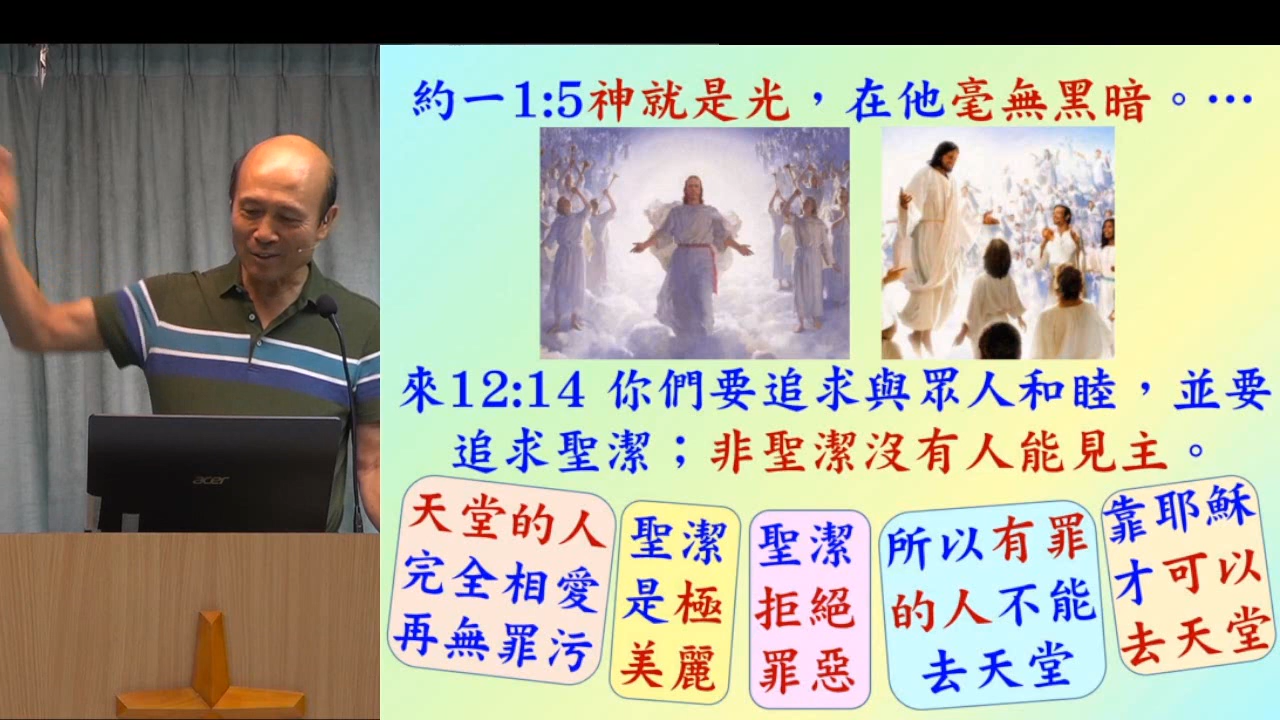 約一1:5神就是光，在他毫無黑暗。…
來12:14 你們要追求與眾人和睦，並要
追求聖潔；非聖潔沒有人能見主。
天堂的人
完全相愛
再無罪污
聖潔
是極
美麗
聖潔
拒絕
罪惡
所以有罪
的人不能
去天堂
靠耶穌
才可以
去天堂
acer